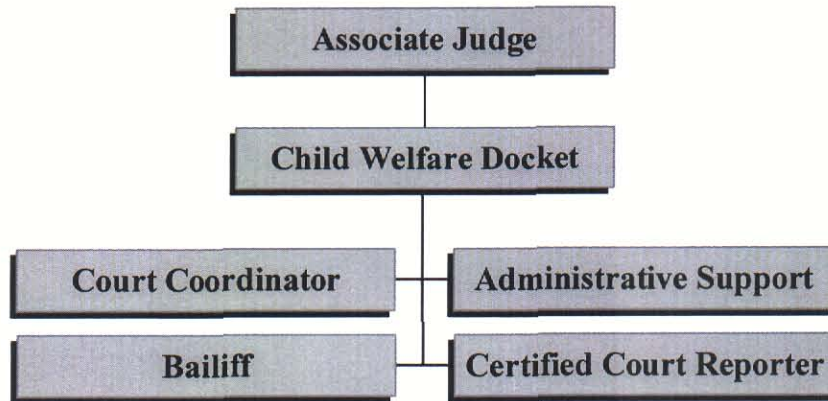 Associate Judge
Child Welfare Docket
Court Coordinator
Administrative Support
Bailiff
Certified Court Reporter